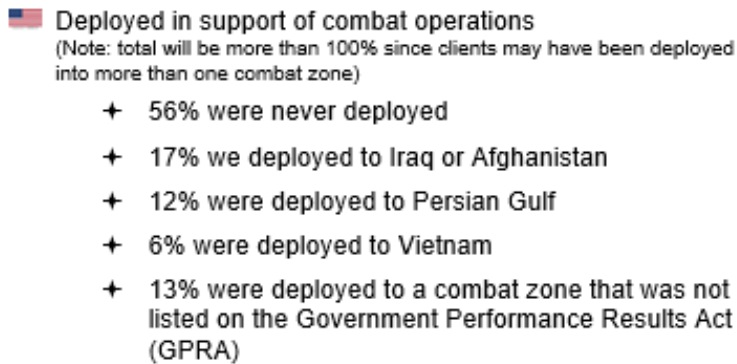 Deployed in support of combat operations
(Note: total will be more than 100% since clients may have been deployed
into more than one combat zone)
56% were never deployed
17% we deployed to Iraq or Afghanistan
12% were deployed to Persian Gulf
6% were deployed to Vietnam
13% were deployed to a combat zone that was not
listed on the Government Performance Results Act
(GPRA)